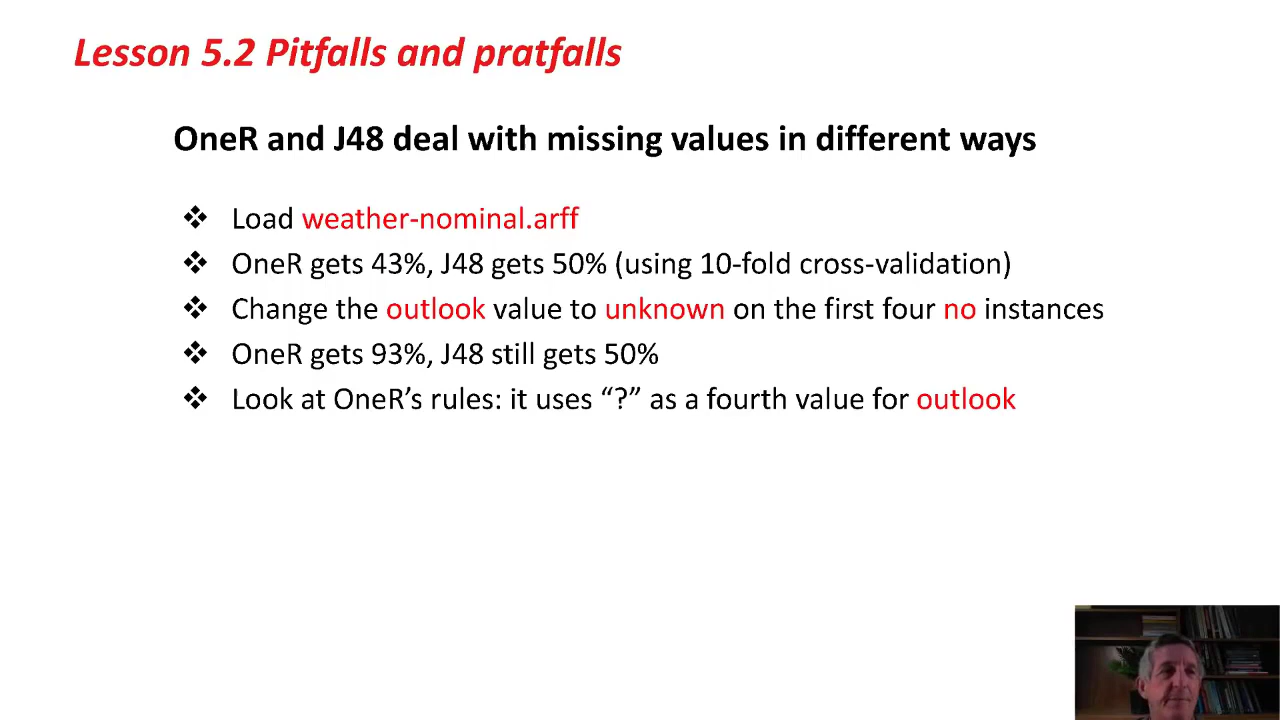 Lesson 5.2 Pitfalls and pratfalls
OneR and J48 deal with missing values in different ways
❖ Load weather-nominal.arff
❖ OneR gets 43%, J48 gets 50% (using 10-fold cross-validation)
❖ Change the outlook value to unknown on the first four no instances
❖ OneR gets 93%, J48 still gets 50%
❖ Look at OneR’s rules: it uses “?” as a fourth value for outlook